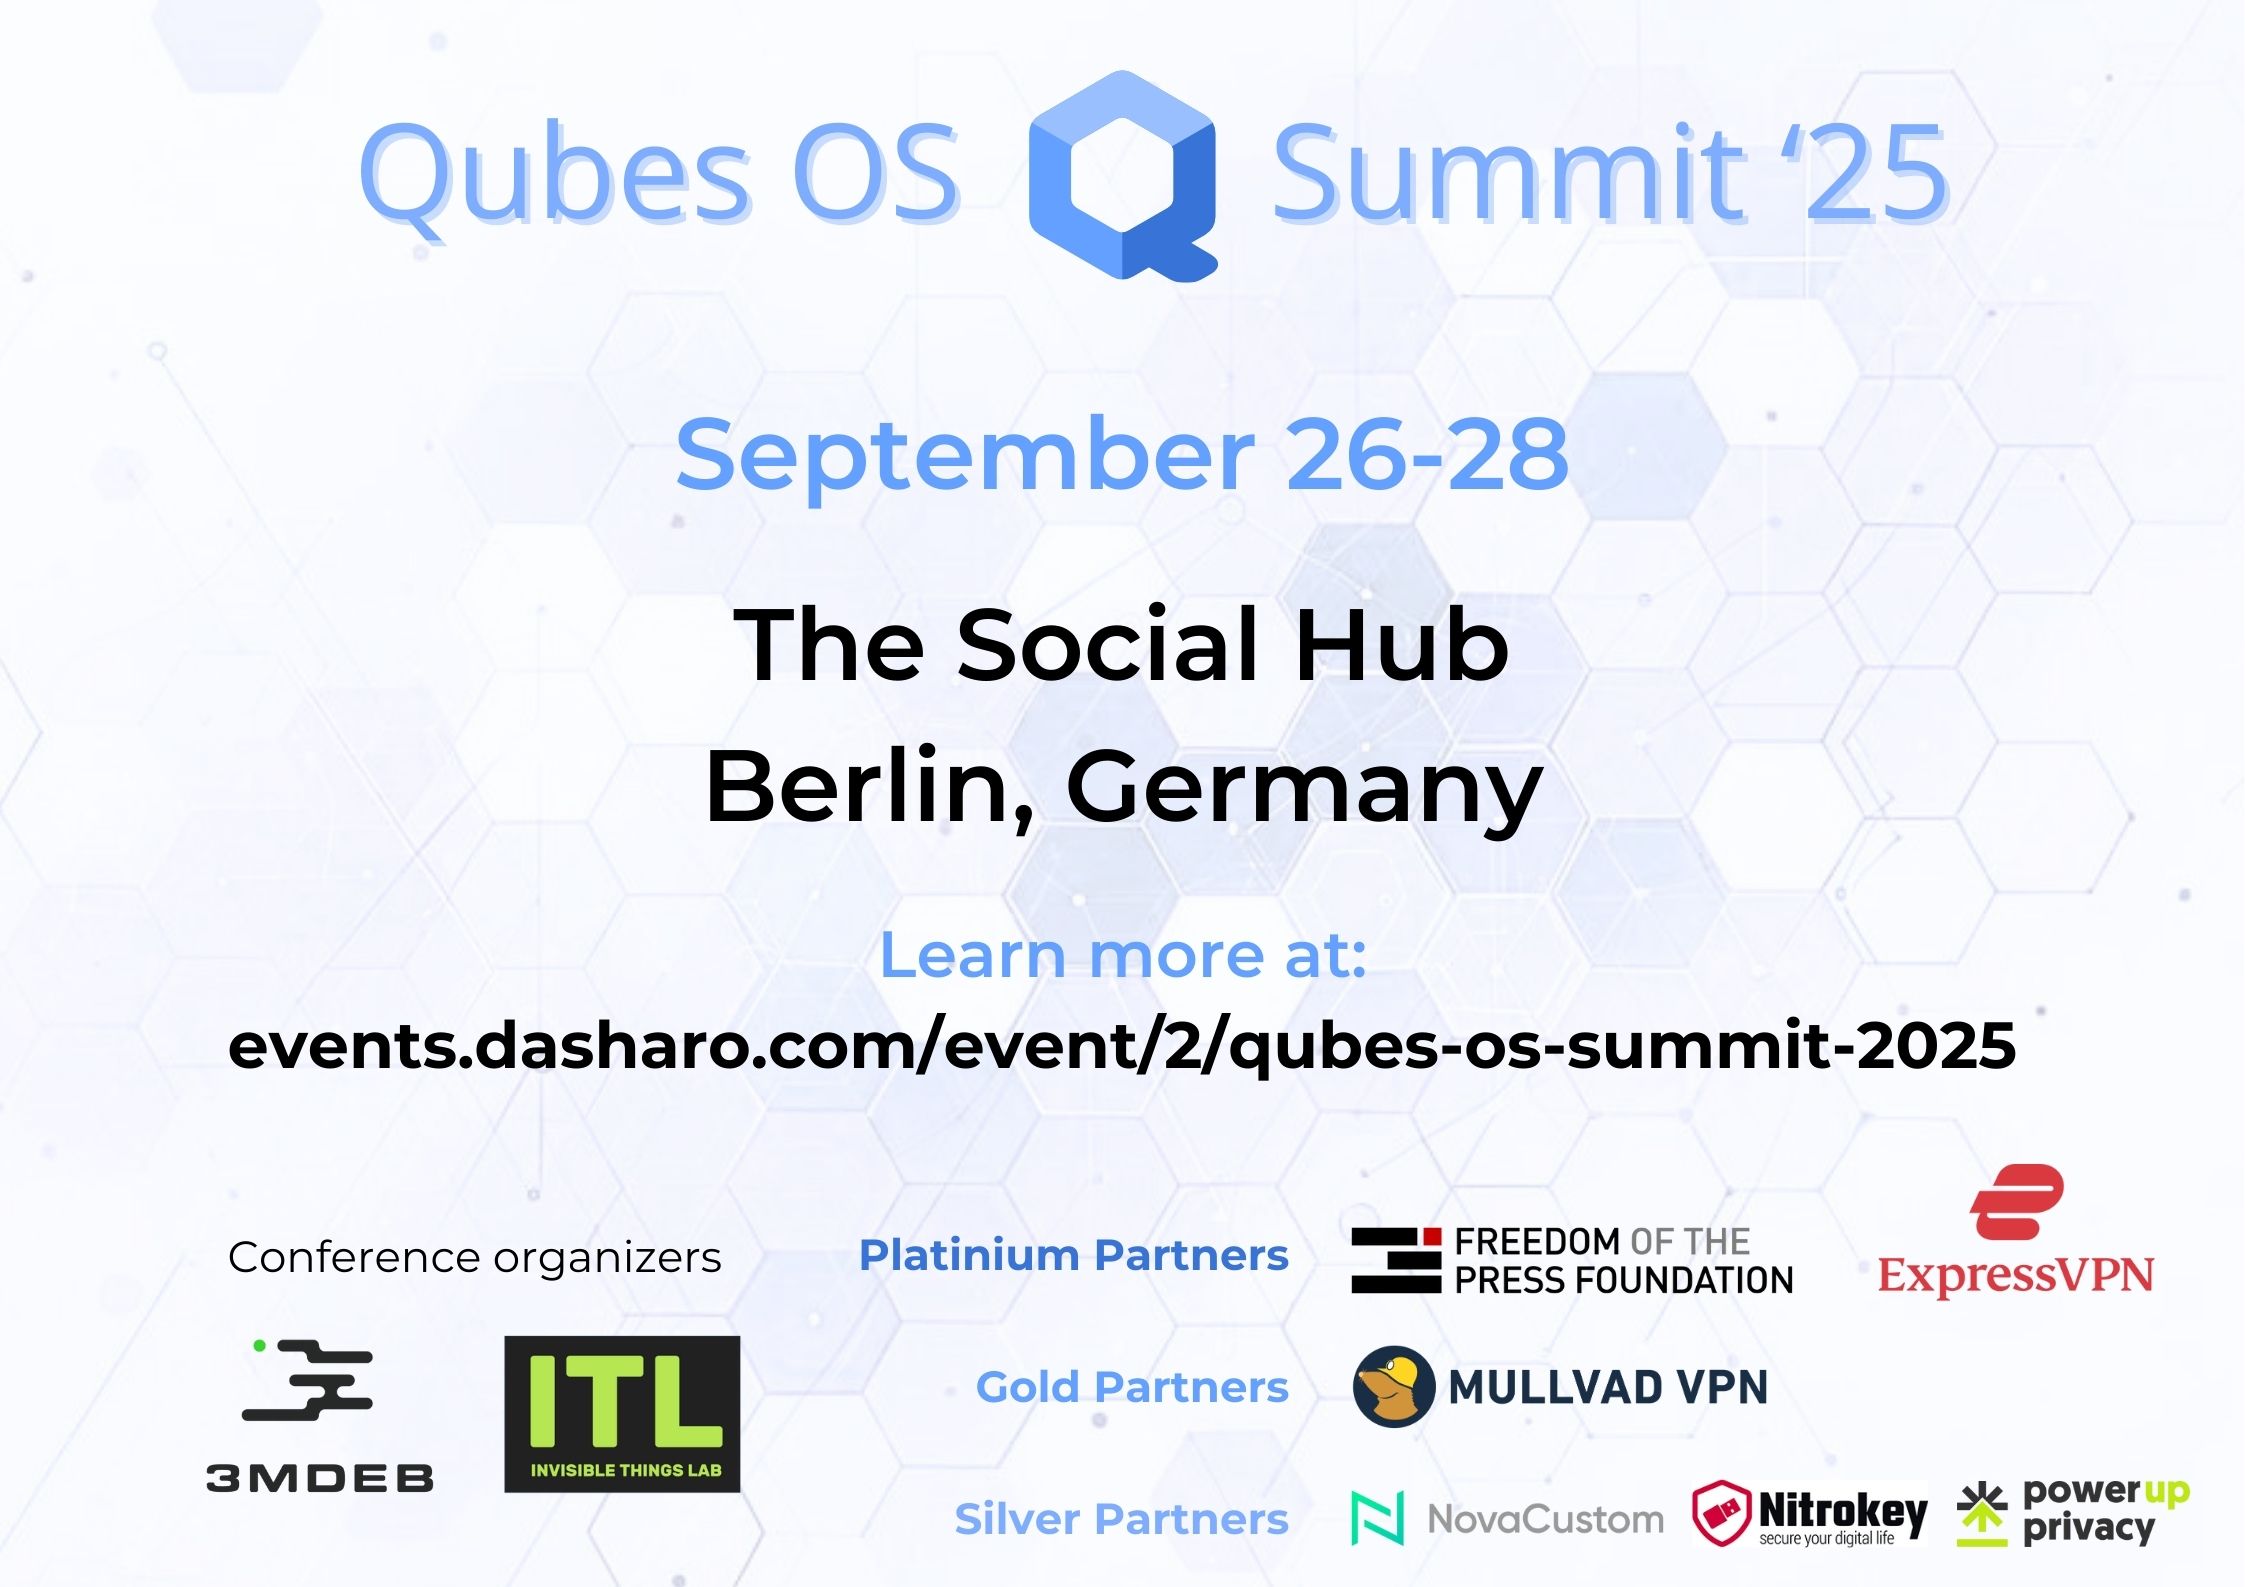 Qubes OS Summit ‘25
September 26-28
The Social Hub
Berlin, Germany
Learn more at:
events.dasharo.com/event/2/qubes-os-summit-2025
Conference organizers
3MDEB
ITL
INVISIBLE THINGS LAB
Platinium Partners
FREEDOM OF THE
PRESS FOUNDATION
ExpressVPN
Gold Partners
MULLVAD VPN
Silver Partners
NovaCustom
Nitrokey
secure your digital life
powerup
privacy